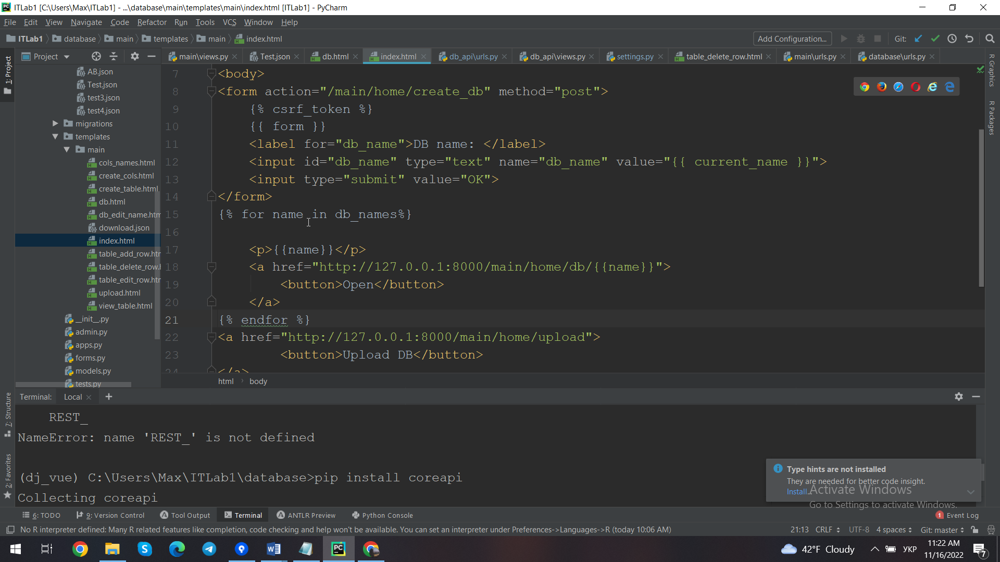 ITLab1 [C:\Users\Max\ITLab1] - ...\database\main\templates\main\index.html [ITLab1] - PyCharm
File Edit View Navigate Code Refactor Run Tools VCS Window Help
ITLab1 database main templates main index.html
Add Configuration... Git:
Project
main\views.py Test.json db.html index.html db_api\urls.py db_api\views.py settings.py table_delete_row.html main\urls.py database\urls.py
1: Project
R Graphics
R Packages
7: Structure
2: Favorites
AB.json
Test.json
test3.json
test4.json
migrations
templates
main
cols_names.html
create_cols.html
create_table.html
db.html
db_edit_name.htm
download.json
index.html
table_add_row.htm
table_delete_row.h
table_edit_row.htm
upload.html
view_table.html
__init__.py
admin.py
apps.py
forms.py
models.py
tests.py
7 <body>
8 <form action="/main/home/create_db" method="post">
9 {% csrf_token %}
10 {{ form }}
11 <label for="db_name">DB name: </label>
12 <input id="db_name" type="text" name="db_name" value="{{ current_name }}">
13 <input type="submit" value="OK">
14 </form>
15 {% for name in db_names%}
16
17 <p>{{name}}</p>
18 <a href="http://127.0.0.1:8000/main/home/db/{{name}}">
19 <button>Open</button>
20 </a>
21 {% endfor %}
22 <a href="http://127.0.0.1:8000/main/home/upload">
23 <button>Upload DB</button>
24 </a>
html body
Terminal: Local +
REST_
NameError: name 'REST_' is not defined
(dj_vue) C:\Users\Max\ITLab1\database>pip install coreapi
Collecting coreapi
Type hints are not installed
They are needed for better code insight.
Install...
Activate Windows
Go to Settings to activate Windows.
6: TODO 9: Version Control Tool Output Terminal ANTLR Preview Python Console 1 Event Log
No R interpreter defined: Many R related features like completion, code checking and help won't be available. You can set an interpreter under Preferences->Languages->R (today 10:06 AM) 21:13 CRLF UTF-8 4 spaces Git: master
42°F Cloudy УКР
11:22 AM
11/16/2022
7